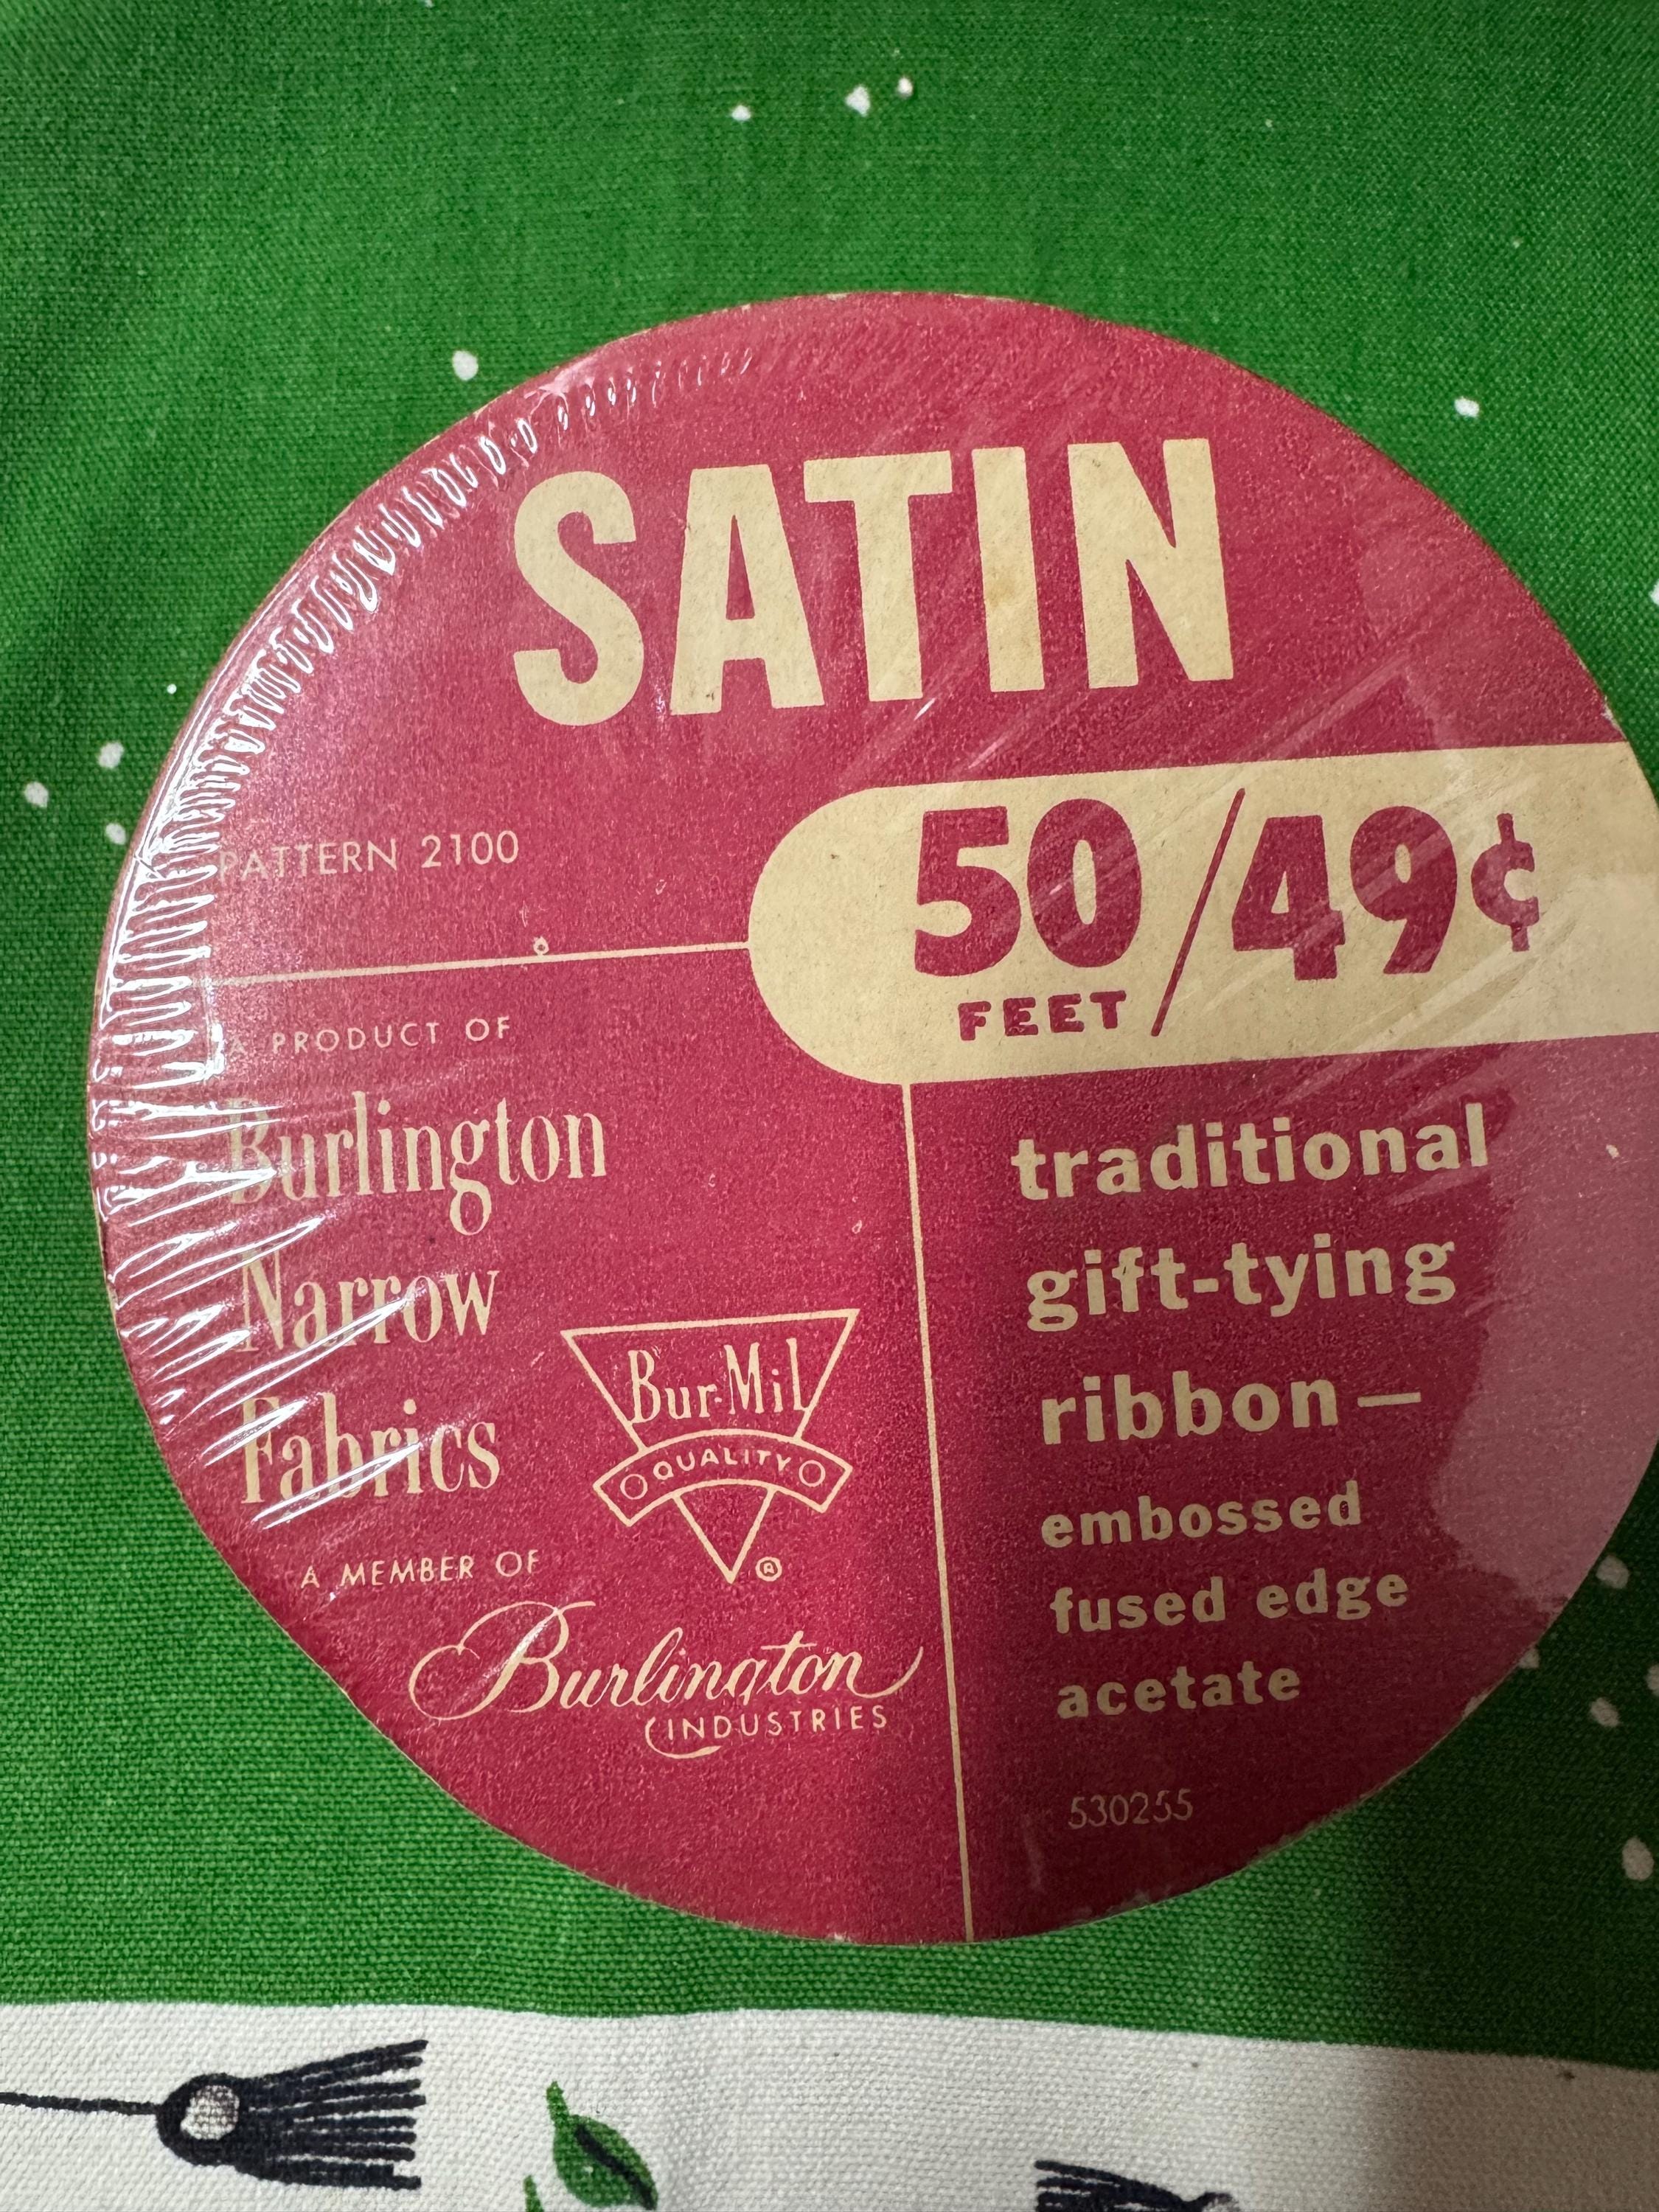 SATIN
PATTERN 2100
50/49¢
FEET
A PRODUCT OF
Burlington
Narrow
Fabrics
Bur-Mil
QUALITY
®
A MEMBER OF
Burlington
INDUSTRIES
traditional
gift-tying
ribbon—
embossed
fused edge
acetate
530255